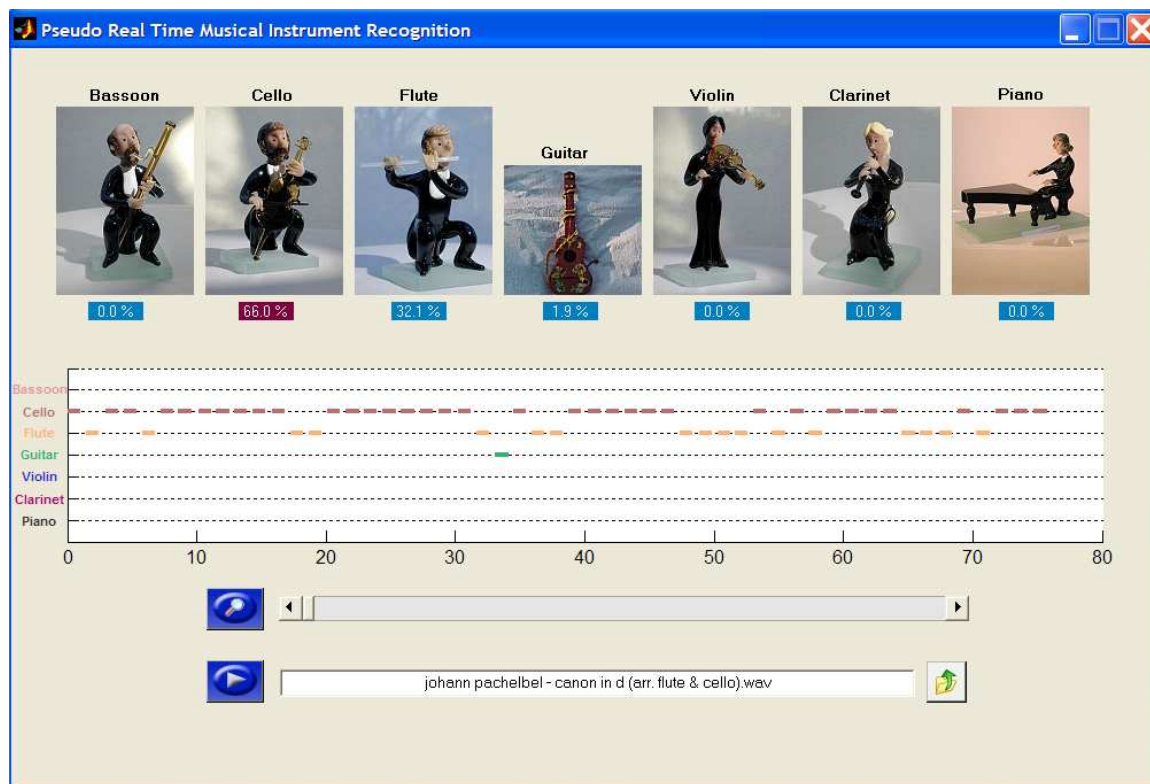 Pseudo Real Time Musical Instrument Recognition
Bassoon Cello Flute Guitar Violin Clarinet Piano
0.0 % 66.0 % 32.1 % 1.9 % 0.0 % 0.0 % 0.0 %
Bassoon
Cello
Flute
Guitar
Violin
Clarinet
Piano
0 10 20 30 40 50 60 70 80
johann pachelbel - canon in d (arr. flute & cello).wav